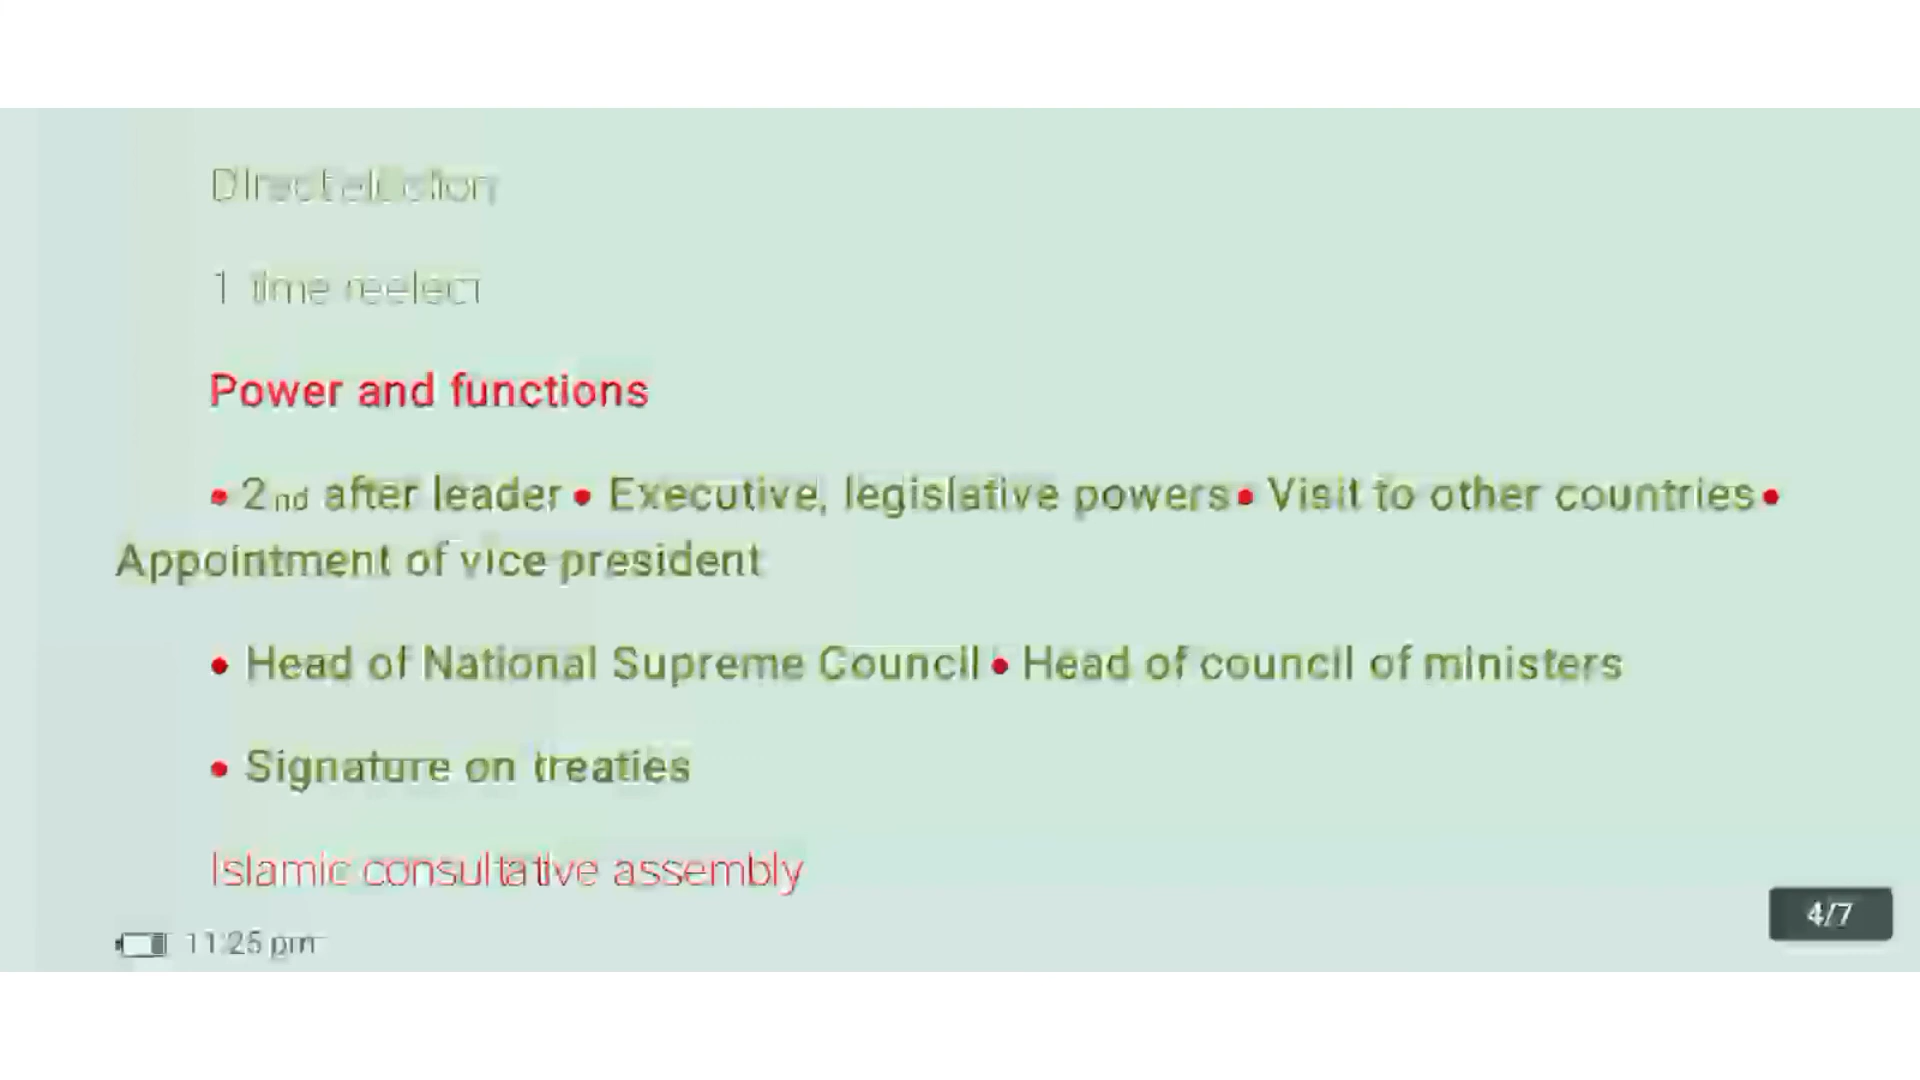 Direct election
1 time reelect
Power and functions
• 2nd after leader • Executive, legislative powers • Visit to other countries •
Appointment of vice president
• Head of National Supreme Council • Head of council of ministers
• Signature on treaties
Islamic consultative assembly
11:25 pm
4/7